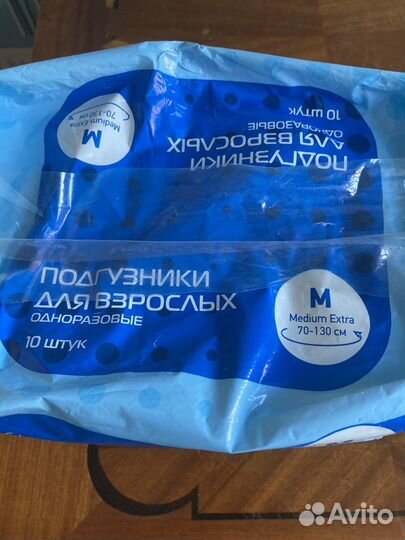 10 ШТУК
ПОДГУЗНИКИ
ДЛЯ ВЗРОСЛЫХ
ОДНОРАЗОВЫЕ
M
Medium Extra
70-130 СМ
ПОДГУЗНИКИ
ДЛЯ ВЗРОСЛЫХ
ОДНОРАЗОВЫЕ
10 ШТУК
M
Medium Extra
70-130 СМ
Avito